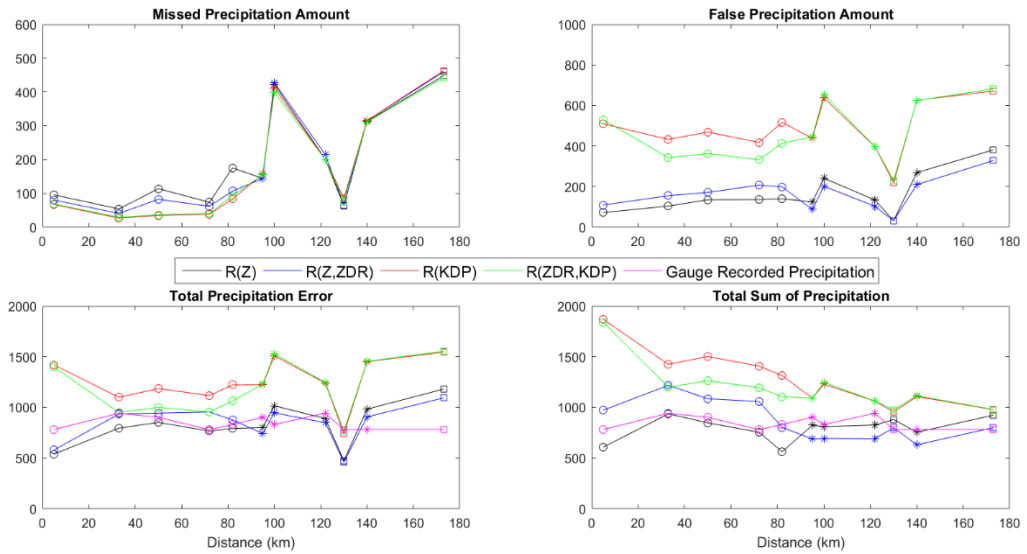 Missed Precipitation Amount
600
500
400
300
200
100
0
0 20 40 60 80 100 120 140 160 180
False Precipitation Amount
1000
800
600
400
200
0
0 20 40 60 80 100 120 140 160 180
R(Z) R(Z,ZDR) R(KDP) R(ZDR,KDP) Gauge Recorded Precipitation
Total Precipitation Error
2000
1500
1000
500
0
0 20 40 60 80 100 120 140 160 180
Distance (km)
Total Sum of Precipitation
2000
1500
1000
500
0
0 20 40 60 80 100 120 140 160 180
Distance (km)